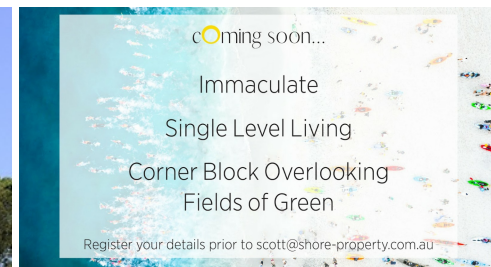 coming soon...
Immaculate
Single Level Living
Corner Block Overlooking
Fields of Green
Register your details prior to scott@shore-property.com.au